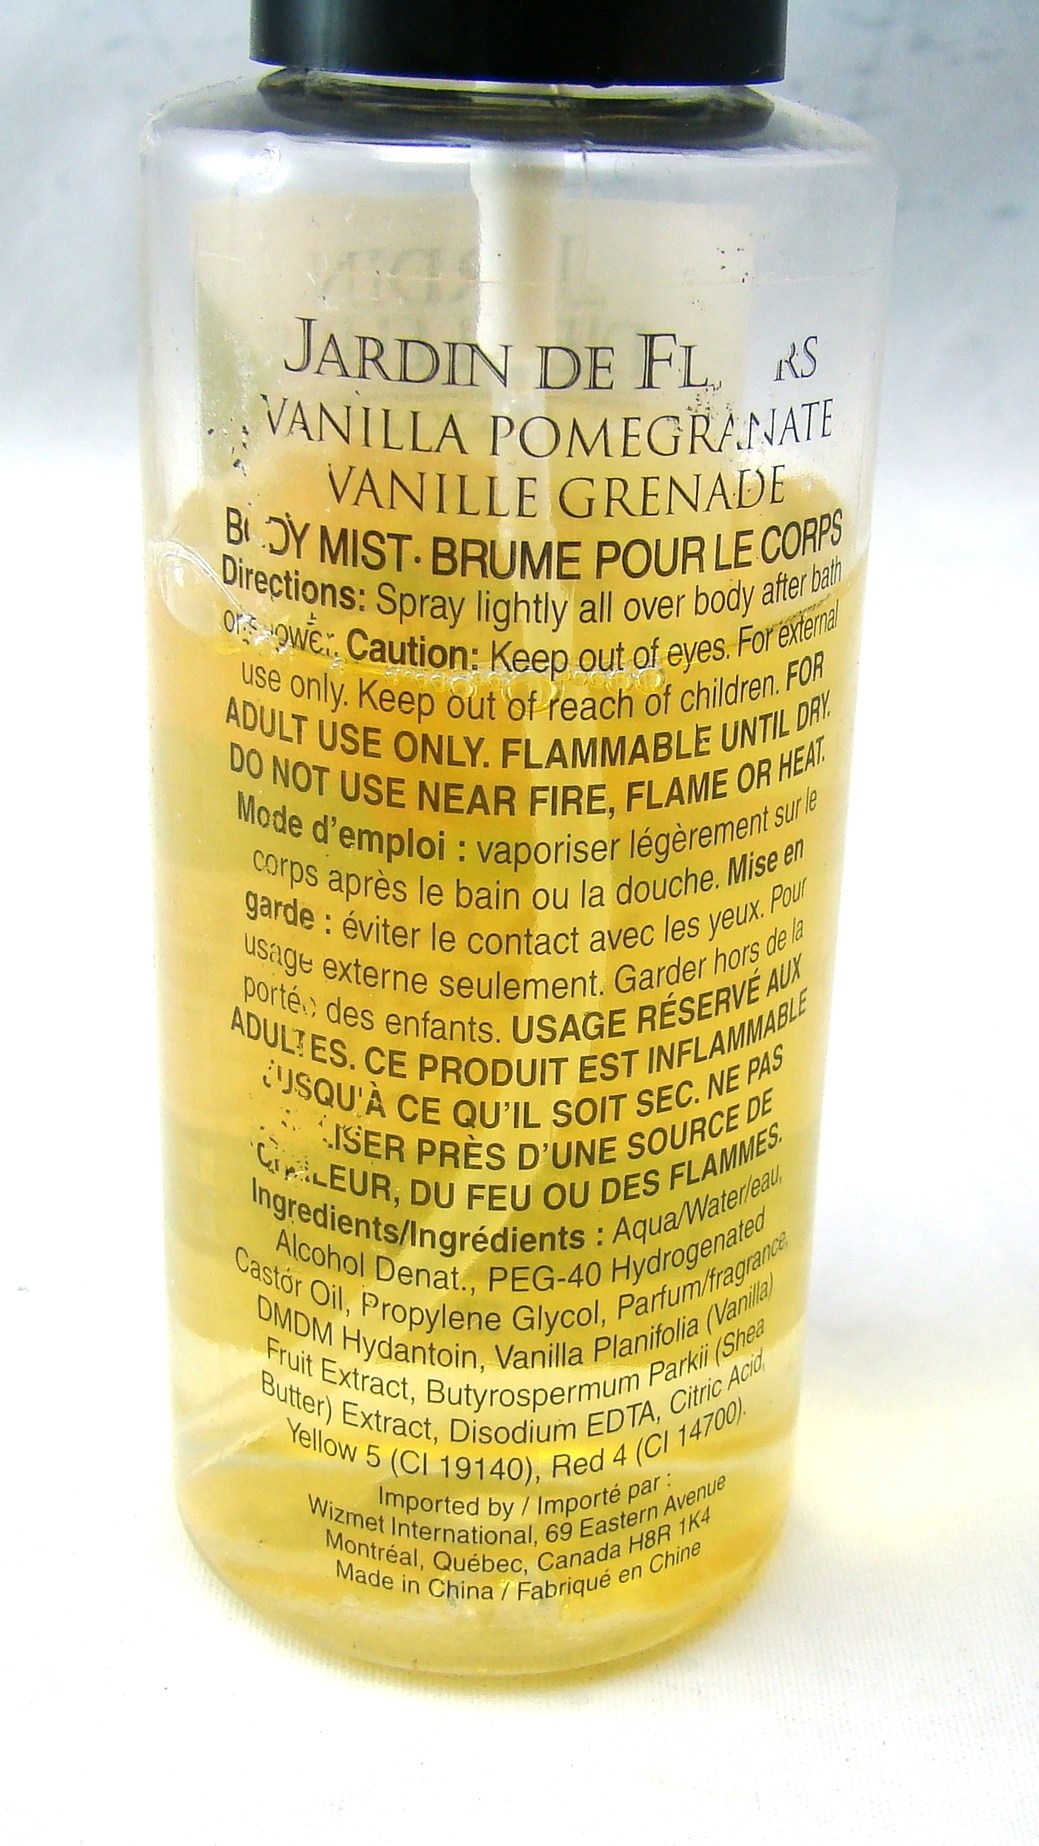 JARDIN DE
VANILLA POMEGRANATE
VANILLE GRENADE
BODY MIST · BRUME POUR LE CORPS
Directions: Spray lightly all over body after bath
or shower. Caution: Keep out of eyes. For external
use only. Keep out of reach of children. FOR
ADULT USE ONLY. FLAMMABLE UNTIL DRY.
DO NOT USE NEAR FIRE, FLAME OR HEAT.
Mode d'emploi : vaporiser légèrement sur le
corps après le bain ou la douche. Mise en
garde : éviter le contact avec les yeux. Pour
usage externe seulement. Garder hors de la
portée des enfants. USAGE RÉSERVÉ AUX
ADULTES. CE PRODUIT EST INFLAMMABLE
JUSQU'À CE QU'IL SOIT SEC. NE PAS
PRÈS D'UNE SOURCE DE
CHALEUR, DU FEU OU DES FLAMMES.
Ingredients/Ingrédients : Aqua/Water/eau,
Alcohol Denat., PEG-40 Hydrogenated
Castor Oil, Propylene Glycol, Parfum/fragrance,
DMDM Hydantoin, Vanilla Planifolia (Vanilla)
Fruit Extract, Butyrospermum Parkii (Shea
Butter) Extract, Disodium EDTA, Citric Acid,
Yellow 5 (CI 19140), Red 4 (CI 14700).
Imported by / Importé par :
Wizmet International, 69 Eastern Avenue
Montréal, Québec, Canada H8R 1K4
Made in China / Fabriqué en Chine